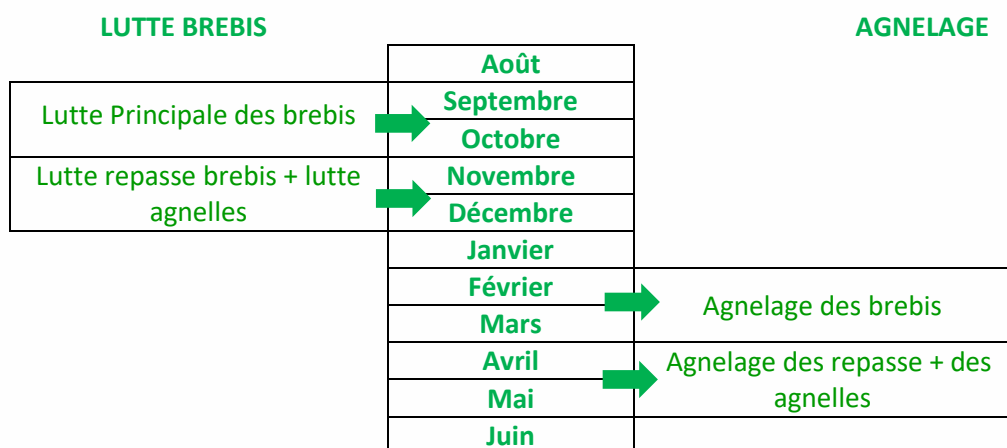 LUTTE BREBIS
AGNELAGE
Août
Lutte Principale des brebis
Septembre
Octobre
Lutte repasse brebis + lutte
agnelles
Novembre
Décembre
Janvier
Février
Mars
Agnelage des brebis
Avril
Mai
Agnelage des repasse + des
agnelles
Juin